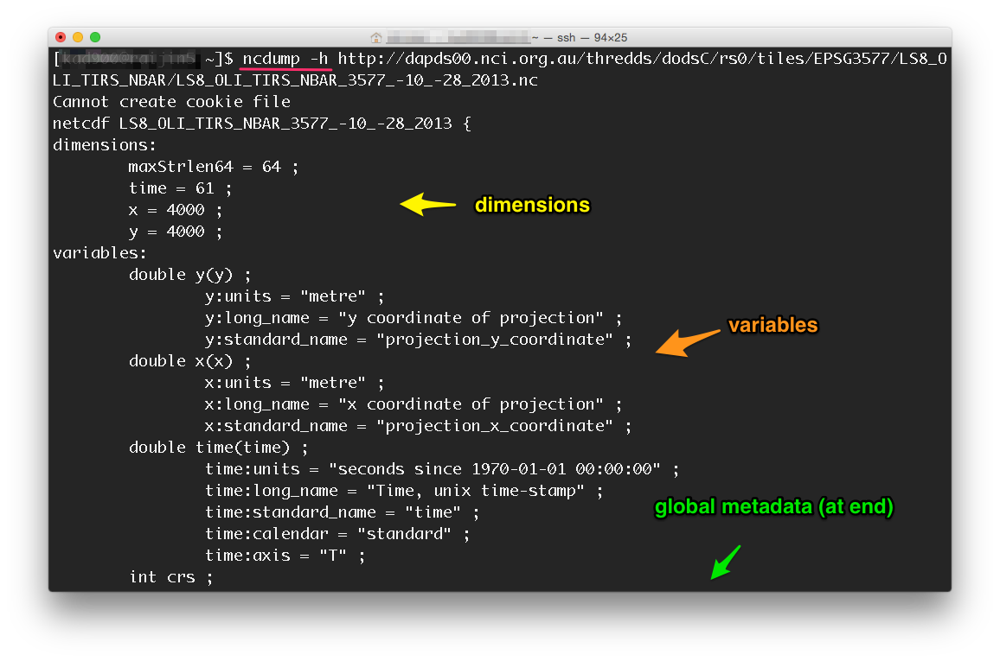 ~ — ssh — 94×25
~]$ ncdump -h http://dapds00.nci.org.au/thredds/dodsC/rs0/tiles/EPSG3577/LS8_O
LI_TIRS_NBAR/LS8_OLI_TIRS_NBAR_3577_-10_-28_2013.nc
Cannot create cookie file
netcdf LS8_OLI_TIRS_NBAR_3577_-10_-28_2013 {
dimensions:
maxStrlen64 = 64 ;
time = 61 ;
x = 4000 ;
dimensions
y = 4000 ;
variables:
double y(y) ;
y:units = "metre" ;
y:long_name = "y coordinate of projection" ;
variables
y:standard_name = "projection_y_coordinate" ;
double x(x) ;
x:units = "metre" ;
x:long_name = "x coordinate of projection" ;
x:standard_name = "projection_x_coordinate" ;
double time(time) ;
time:units = "seconds since 1970-01-01 00:00:00" ;
time:long_name = "Time, unix time-stamp" ;
global metadata (at end)
time:standard_name = "time" ;
time:calendar = "standard" ;
time:axis = "T" ;
int crs ;